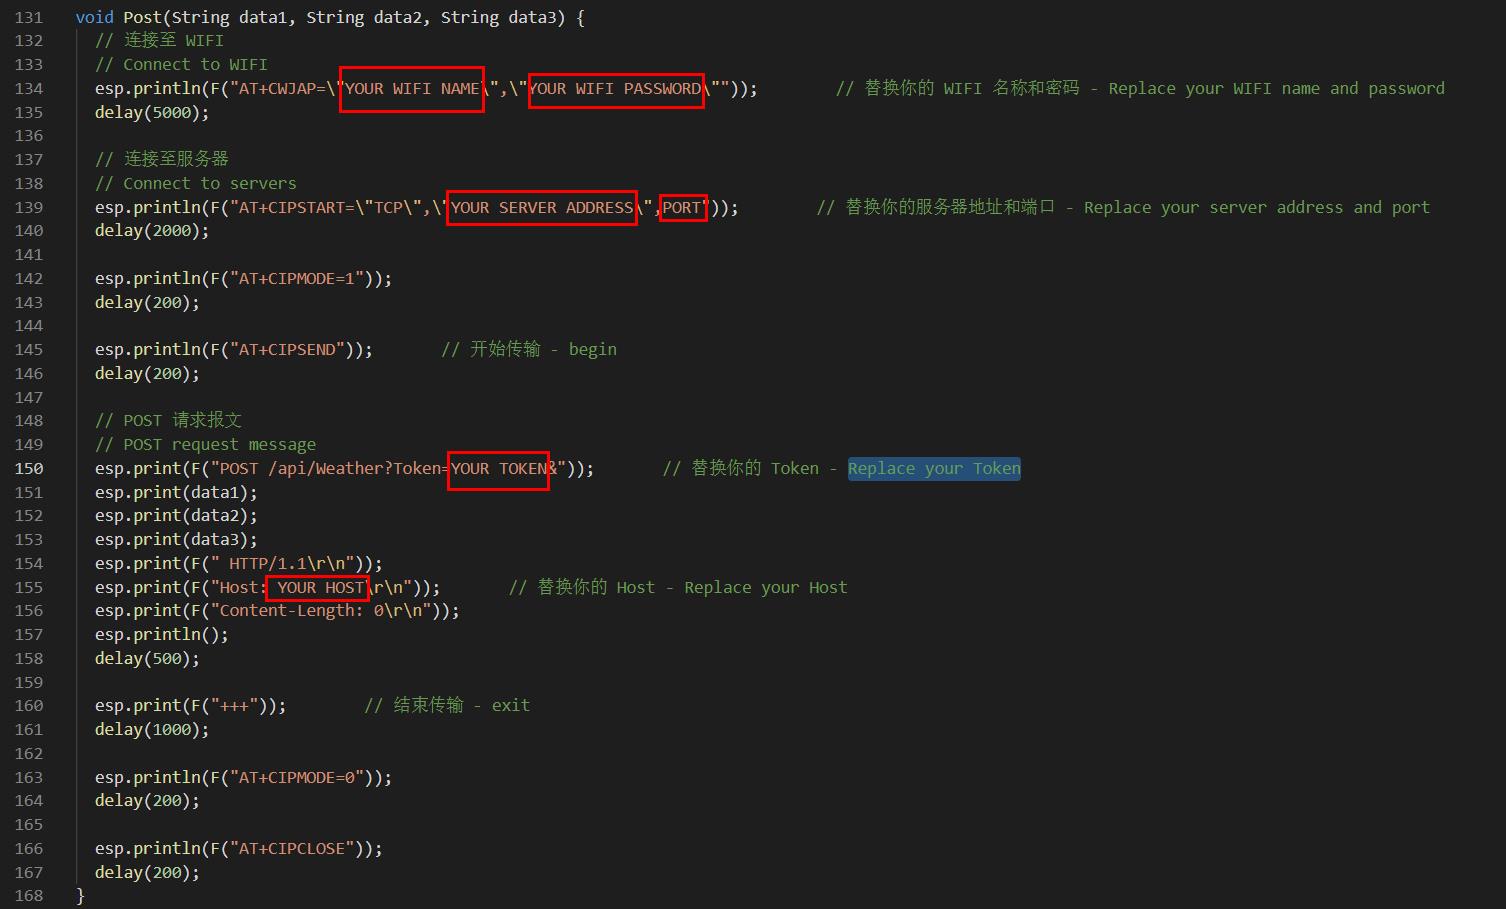 131 void Post(String data1, String data2, String data3) {
132 // 连接至 WIFI
133 // Connect to WIFI
134 esp.println(F("AT+CWJAP=\"YOUR WIFI NAME\",\"YOUR WIFI PASSWORD\"")); // 替换你的 WIFI 名称和密码 - Replace your WIFI name and password
135 delay(5000);
136
137 // 连接至服务器
138 // Connect to servers
139 esp.println(F("AT+CIPSTART=\"TCP\",\"YOUR SERVER ADDRESS\",PORT")); // 替换你的服务器地址和端口 - Replace your server address and port
140 delay(2000);
141
142 esp.println(F("AT+CIPMODE=1"));
143 delay(200);
144
145 esp.println(F("AT+CIPSEND")); // 开始传输 - begin
146 delay(200);
147
148 // POST 请求报文
149 // POST request message
150 esp.print(F("POST /api/Weather?Token=YOUR TOKEN&")); // 替换你的 Token - Replace your Token
151 esp.print(data1);
152 esp.print(data2);
153 esp.print(data3);
154 esp.print(F(" HTTP/1.1\r\n"));
155 esp.print(F("Host: YOUR HOST\r\n")); // 替换你的 Host - Replace your Host
156 esp.print(F("Content-Length: 0\r\n"));
157 esp.println();
158 delay(500);
159
160 esp.print(F("+++")); // 结束传输 - exit
161 delay(1000);
162
163 esp.println(F("AT+CIPMODE=0"));
164 delay(200);
165
166 esp.println(F("AT+CIPCLOSE"));
167 delay(200);
168 }